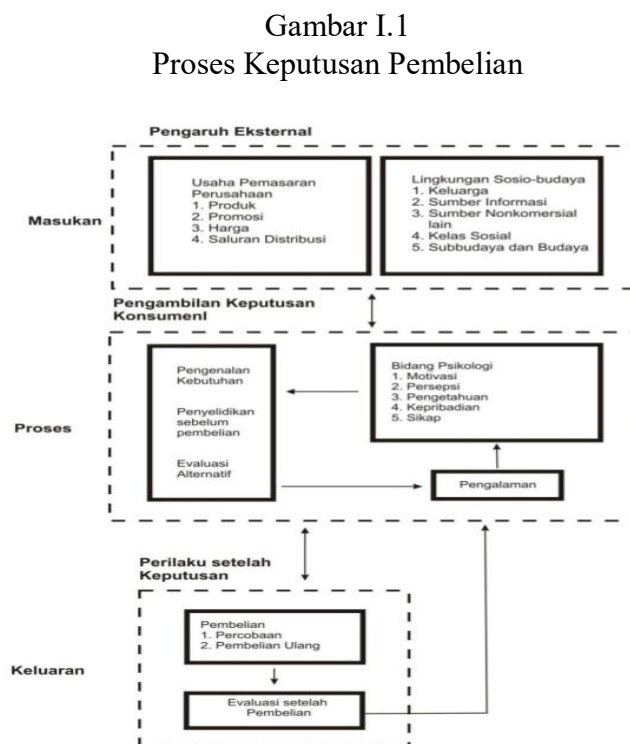 Gambar I.1
Proses Keputusan Pembelian
Pengaruh Eksternal
Masukan
Usaha Pemasaran
Perusahaan
1. Produk
2. Promosi
3. Harga
4. Saluran Distribusi
Lingkungan Sosio-budaya
1. Keluarga
2. Sumber Informasi
3. Sumber Nonkomersial
lain
4. Kelas Sosial
5. Subbudaya dan Budaya
Pengambilan Keputusan
Konsumenl
Proses
Pengenalan
Kebutuhan
Penyelidikan
sebelum
pembelian
Evaluasi
Alternatif
Bidang Psikologi
1. Motivasi
2. Persepsi
3. Pengetahuan
4. Kepribadian
5. Sikap
Pengalaman
Perilaku setelah
Keputusan
Keluaran
Pembelian
1. Percobaan
2. Pembelian Ulang
Evaluasi setelah
Pembelian